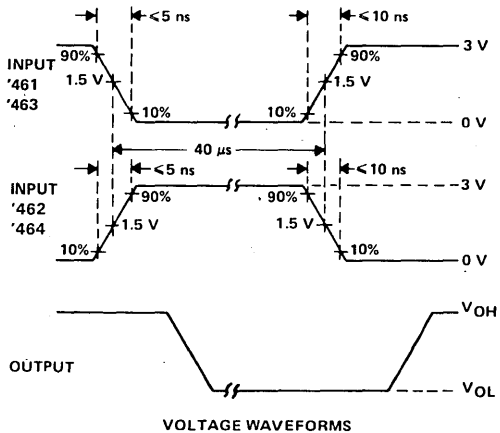 ≤5 ns
≤10 ns
INPUT
'461
'463
90%
1.5 V
10%
10%
90%
1.5 V
3 V
0 V
40 μs
≤5 ns
≤10 ns
INPUT
'462
'464
10%
1.5 V
90%
90%
1.5 V
10%
3 V
0 V
OUTPUT
VOH
VOL
VOLTAGE WAVEFORMS